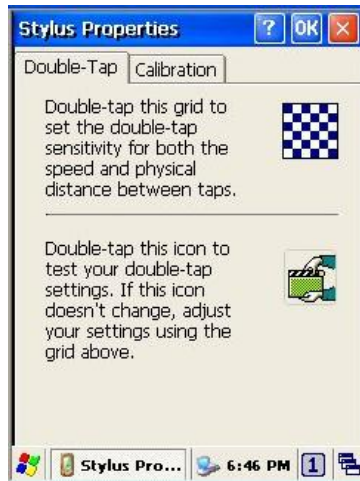 Stylus Properties ? OK ×
Double-Tap Calibration
Double-tap this grid to
set the double-tap
sensitivity for both the
speed and physical
distance between taps.
Double-tap this icon to
test your double-tap
settings. If this icon
doesn't change, adjust
your settings using the
grid above.
Stylus Pro... 6:46 PM 1